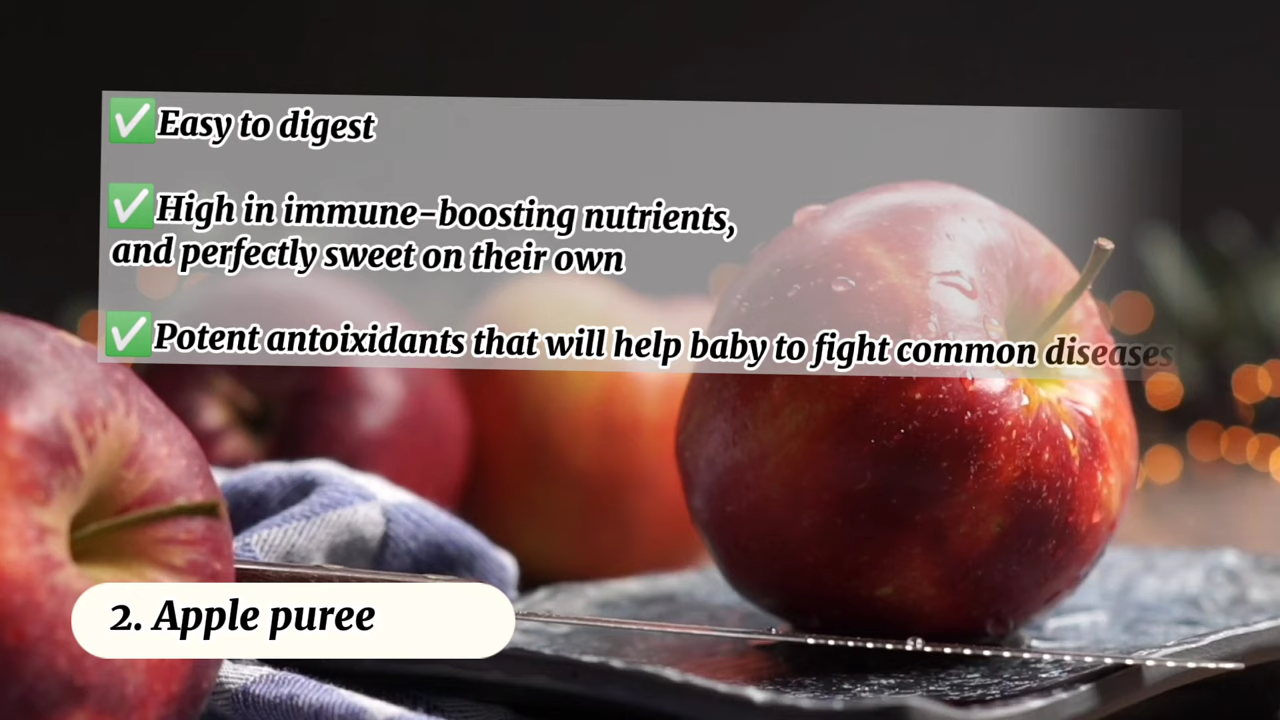 ✅Easy to digest
✅High in immune-boosting nutrients,
and perfectly sweet on their own
✅Potent antoixidants that will help baby to fight common diseases
2. Apple puree